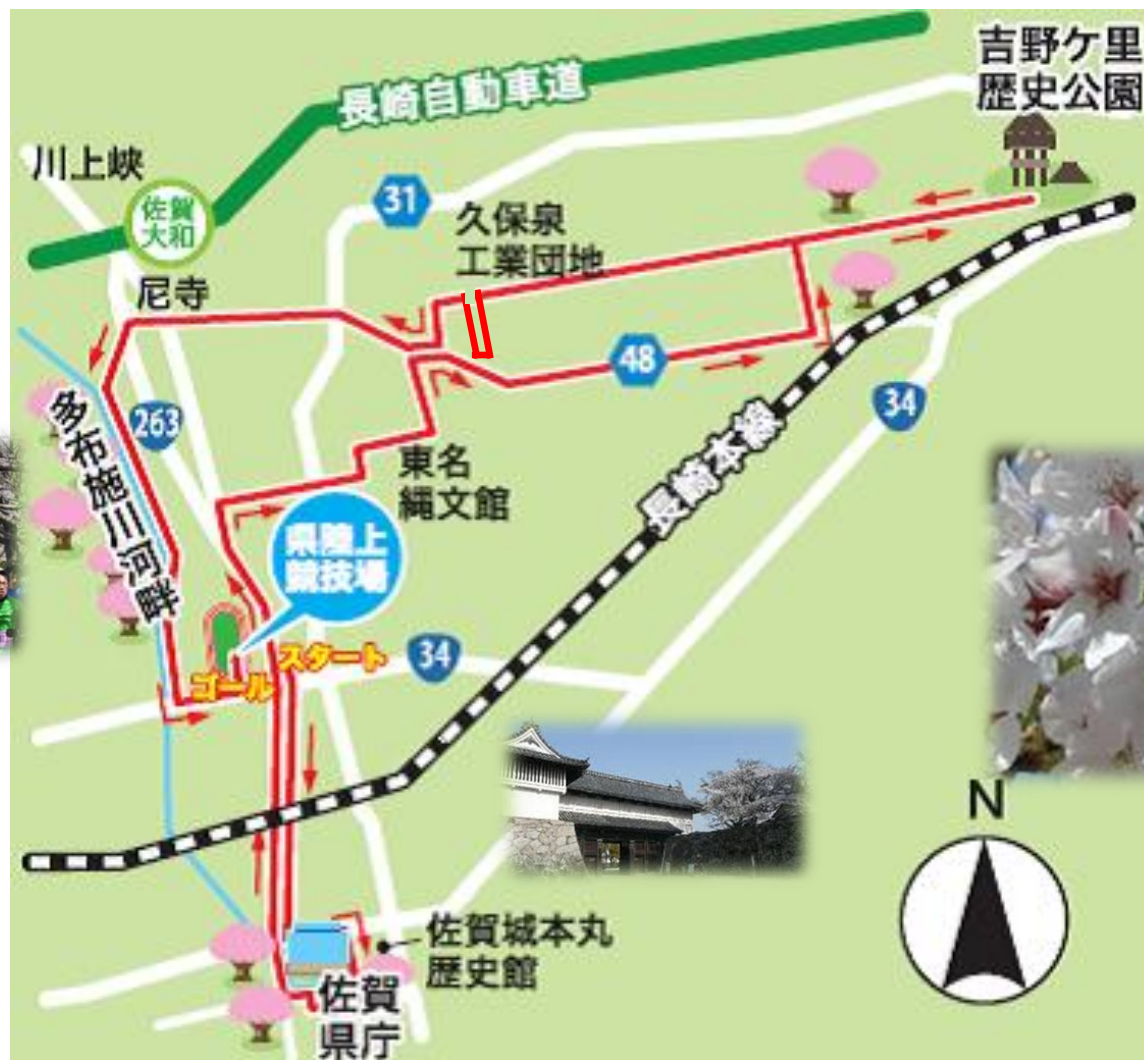 吉野ケ里
歴史公園
長崎自動車道
川上峡
佐賀
大和
31
久保泉
工業団地
尼寺
48
34
263
多布施川河畔
東名
縄文館
長崎本線
県陸上
競技場
スタート
34
ゴール
N
佐賀城本丸
歴史館
佐賀
県庁